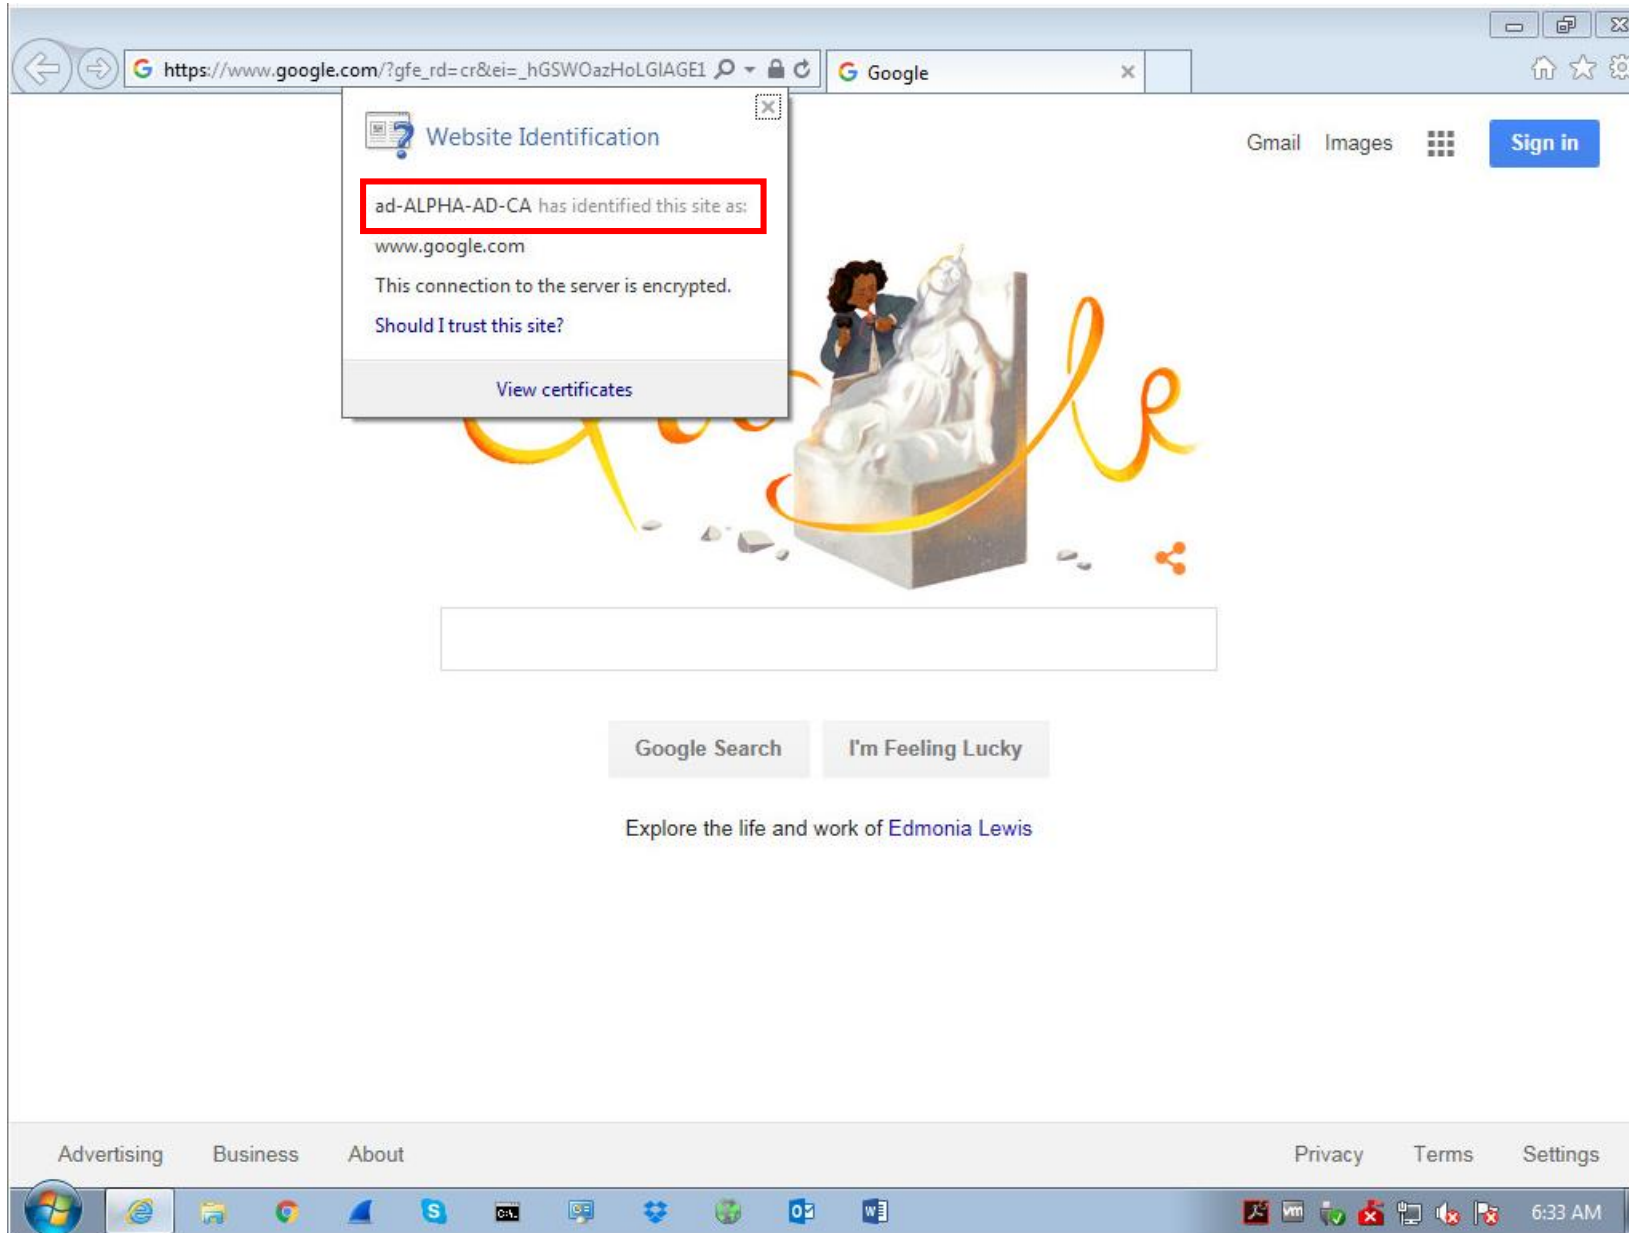 https://www.google.com/?gfe_rd=cr&ei=_hGSWOazHoLGIAGE1
Google
Website Identification
ad-ALPHA-AD-CA has identified this site as:
www.google.com
This connection to the server is encrypted.
Should I trust this site?
View certificates
Gmail Images
Sign in
Google Search I'm Feeling Lucky
Explore the life and work of Edmonia Lewis
Advertising Business About
Privacy Terms Settings
6:33 AM